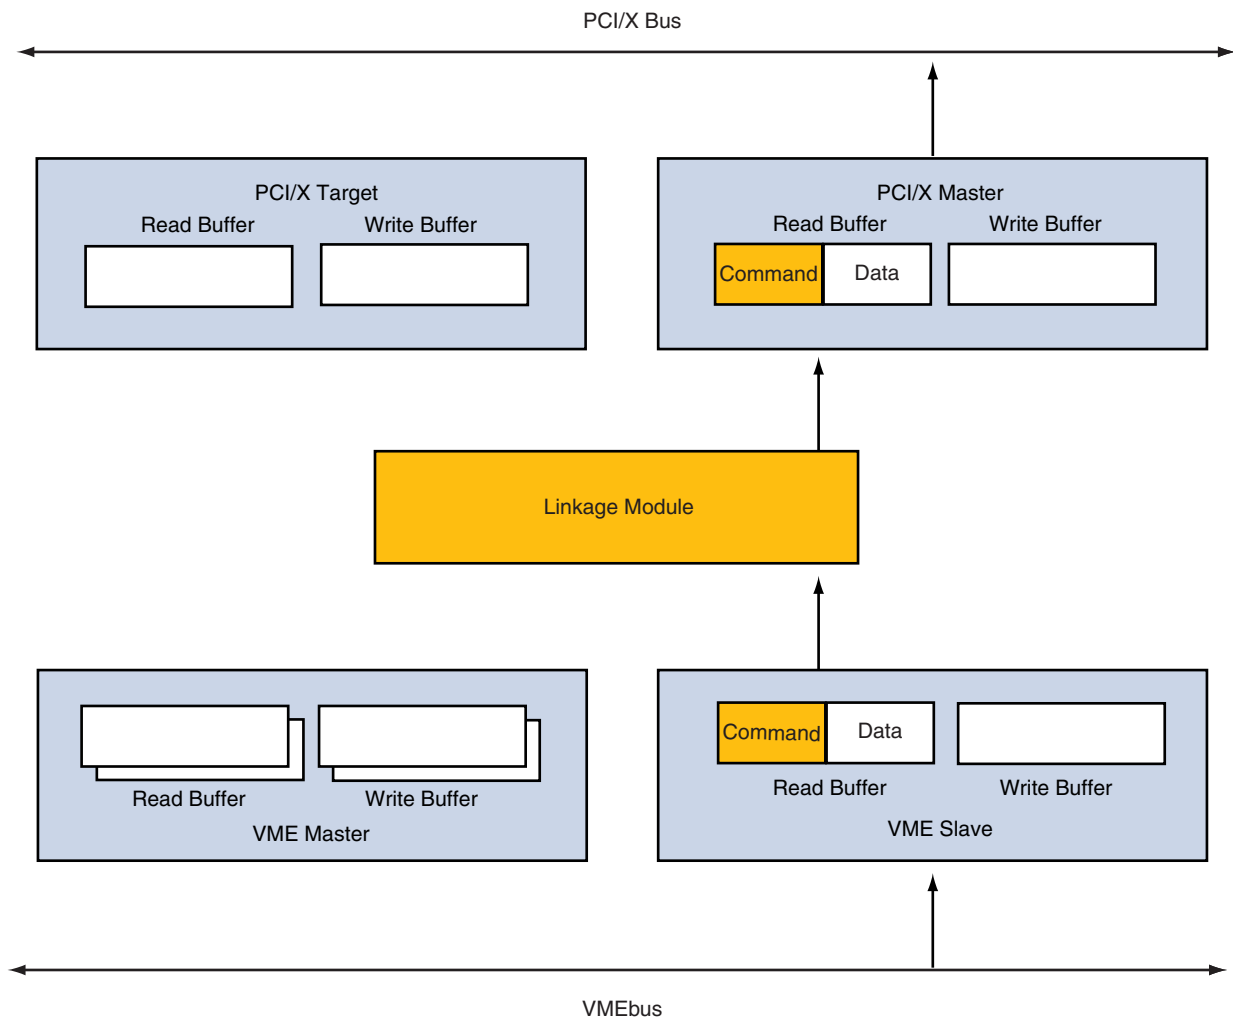 PCI/X Bus
PCI/X Target
Read Buffer
Write Buffer
PCI/X Master
Read Buffer
Write Buffer
Command
Data
Linkage Module
Read Buffer
Write Buffer
VME Master
Command
Data
Read Buffer
Write Buffer
VME Slave
VMEbus